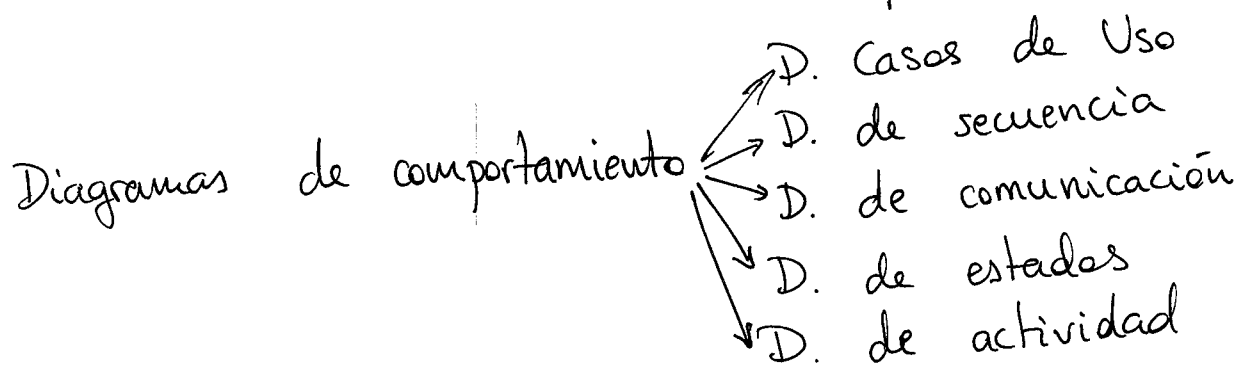 Diagramas de comportamiento
D. Casos de Uso
D. de secuencia
D. de comunicación
D. de estados
D. de actividad